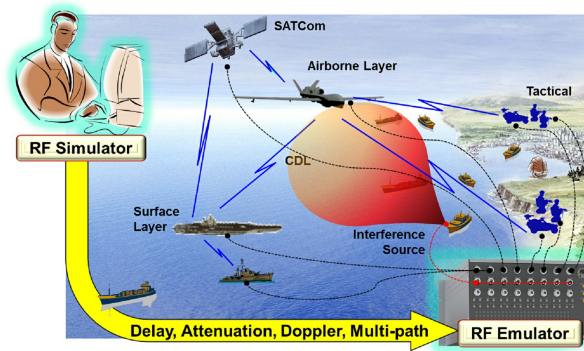 SATCom
Airborne Layer
Tactical
RF Simulator
CDL
Surface
Layer
Interference
Source
Delay, Attenuation, Doppler, Multi-path
RF Emulator